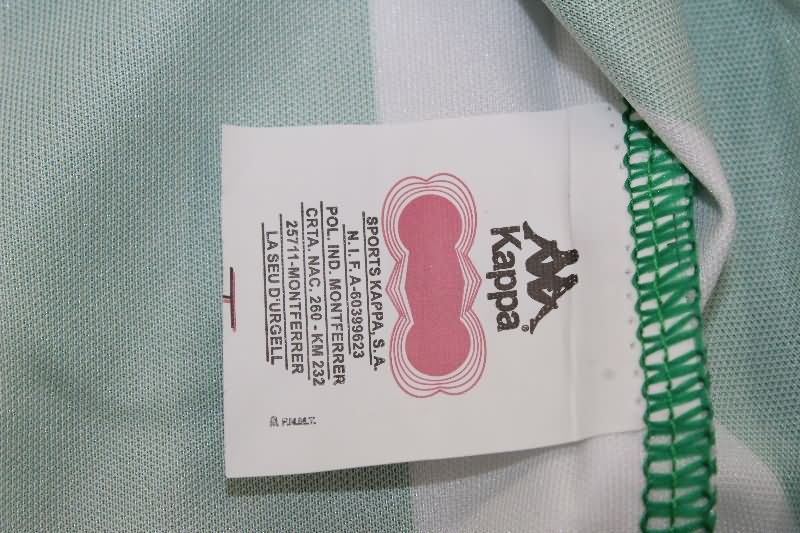 Kappa®
SPORTS KAPPA, S. A.
N. I. F. A-60399623
POL. IND. MONTFERRER
CRTA. NAC. 260 - KM 232
25711-MONTFERRER
LA SEU D'URGELL
F.N.M.T.